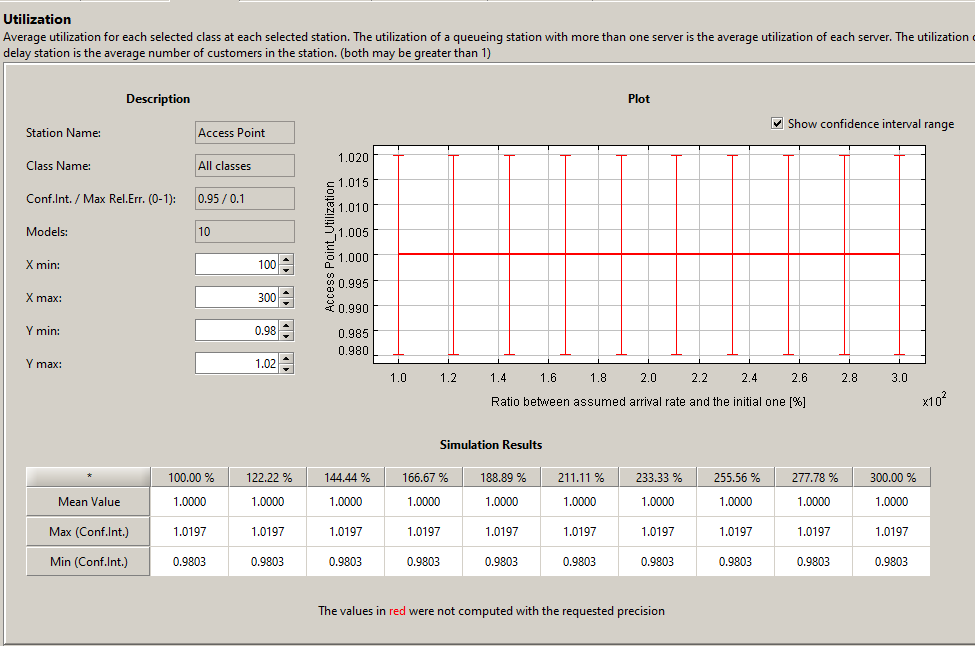 Utilization
Average utilization for each selected class at each selected station. The utilization of a queueing station with more than one server is the average utilization of each server. The utilization
delay station is the average number of customers in the station. (both may be greater than 1)
Description
Plot
Show confidence interval range
Station Name: Access Point
Class Name: All classes
Conf.Int. / Max Rel.Err. (0-1): 0.95 / 0.1
Models: 10
X min: 100
X max: 300
Y min: 0.98
Y max: 1.02
Access Point_Utilization
1.020
1.015
1.010
1.005
1.000
0.995
0.990
0.985
0.980
1.0 1.2 1.4 1.6 1.8 2.0 2.2 2.4 2.6 2.8 3.0
Ratio between assumed arrival rate and the initial one [%]
x10^2
Simulation Results
* 100.00 % 122.22 % 144.44 % 166.67 % 188.89 % 211.11 % 233.33 % 255.56 % 277.78 % 300.00 %
Mean Value 1.0000 1.0000 1.0000 1.0000 1.0000 1.0000 1.0000 1.0000 1.0000 1.0000
Max (Conf.Int.) 1.0197 1.0197 1.0197 1.0197 1.0197 1.0197 1.0197 1.0197 1.0197 1.0197
Min (Conf.Int.) 0.9803 0.9803 0.9803 0.9803 0.9803 0.9803 0.9803 0.9803 0.9803 0.9803
The values in red were not computed with the requested precision